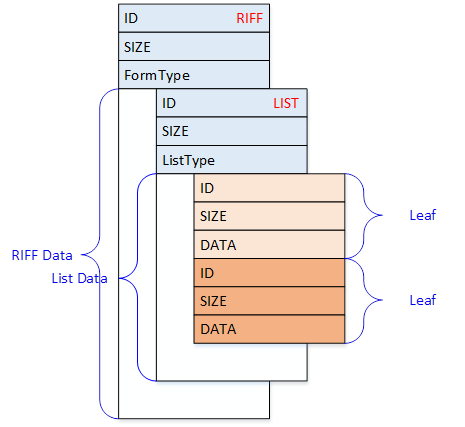 ID RIFF
SIZE
FormType
ID LIST
SIZE
ListType
ID
SIZE
DATA
Leaf
RIFF Data
List Data
ID
SIZE
DATA
Leaf